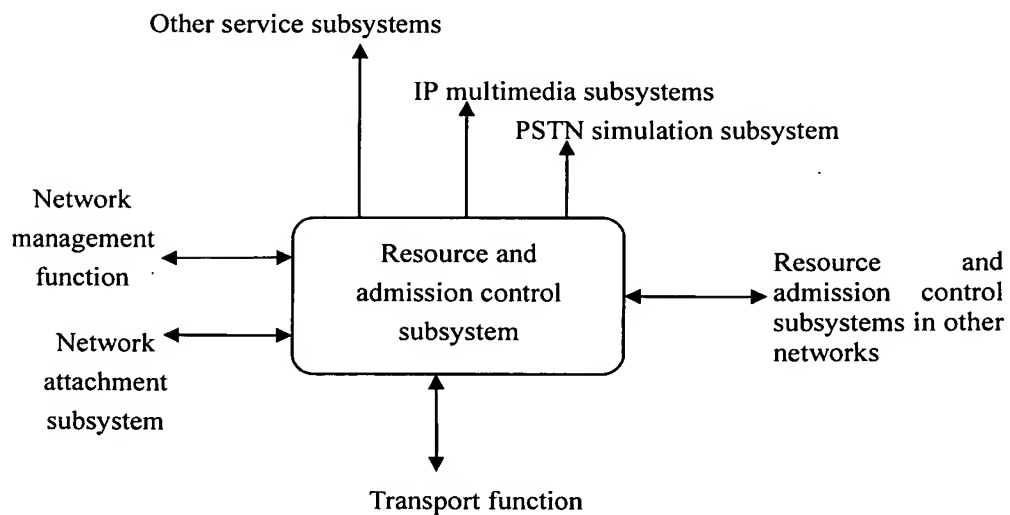 Other service subsystems
IP multimedia subsystems
PSTN simulation subsystem
Network
management
function
Resource and
admission control
subsystem
Resource and
admission control
subsystems in other
networks
Network
attachment
subsystem
Transport function